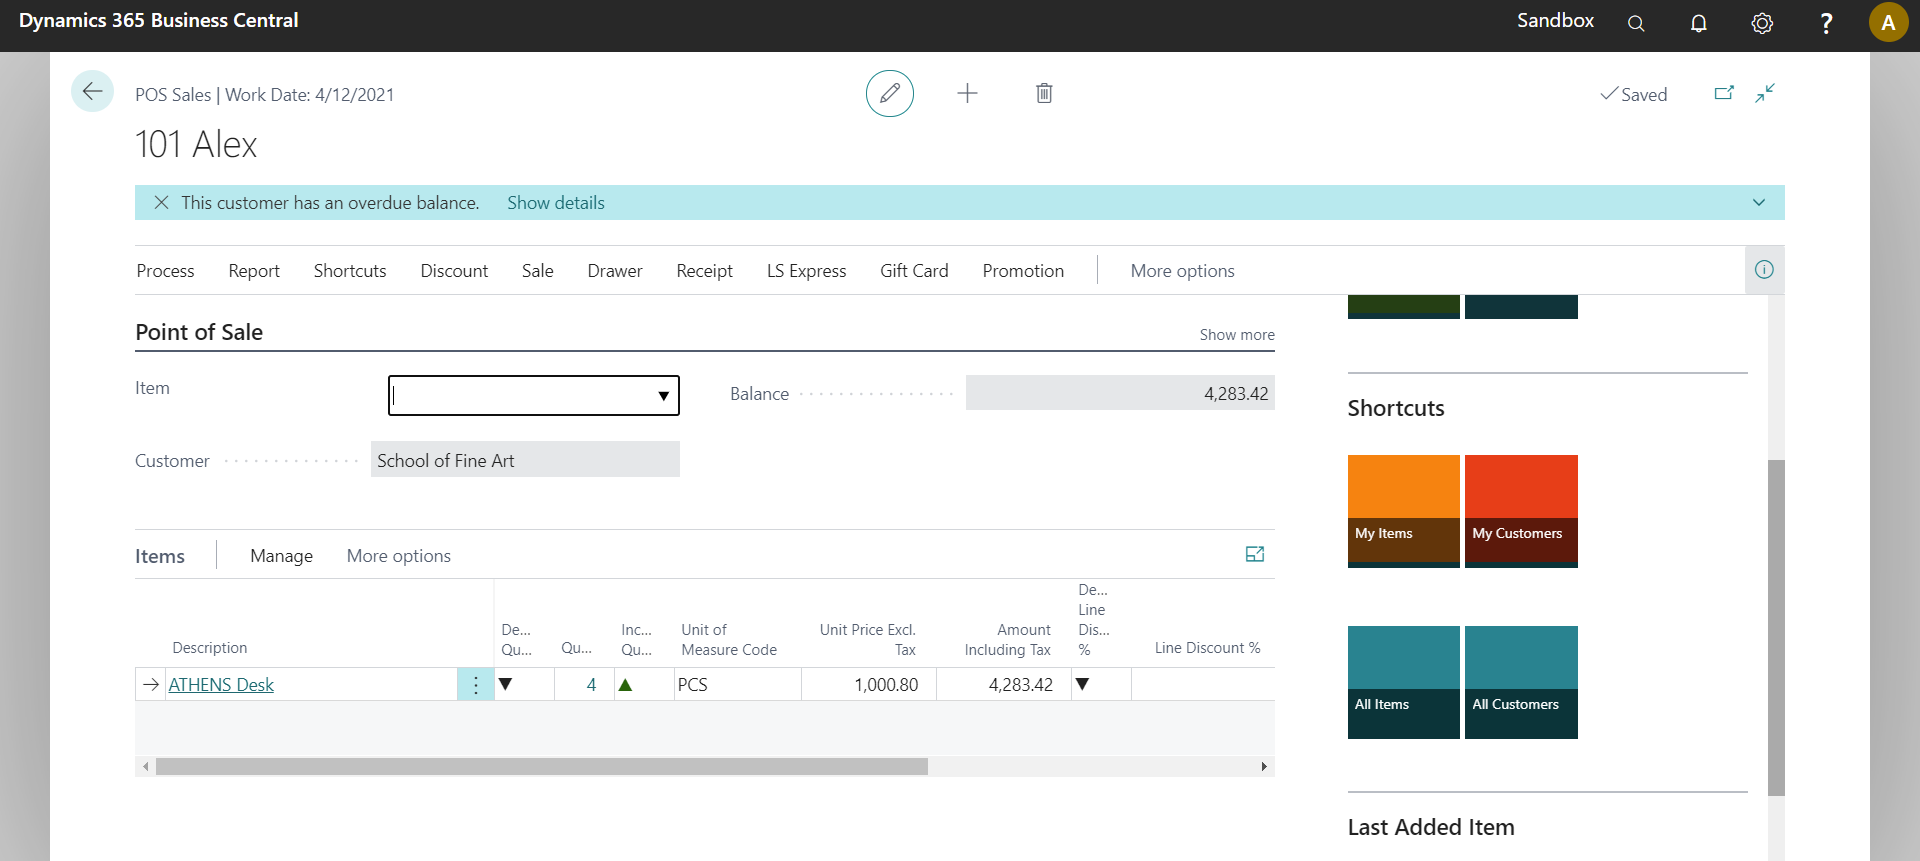 Dynamics 365 Business Central
Sandbox
?
A
POS Sales | Work Date: 4/12/2021
Saved
101 Alex
This customer has an overdue balance. Show details
Process Report Shortcuts Discount Sale Drawer Receipt LS Express Gift Card Promotion More options
Point of Sale
Show more
Item
Balance 4,283.42
Customer School of Fine Art
Items Manage More options
Description
De...
Qu...
Qu...
Inc...
Qu...
Unit of
Measure Code
Unit Price Excl.
Tax
Amount
Including Tax
De...
Line
Dis...
%
Line Discount %
ATHENS Desk 4 PCS 1,000.80 4,283.42
Shortcuts
My Items
My Customers
All Items
All Customers
Last Added Item